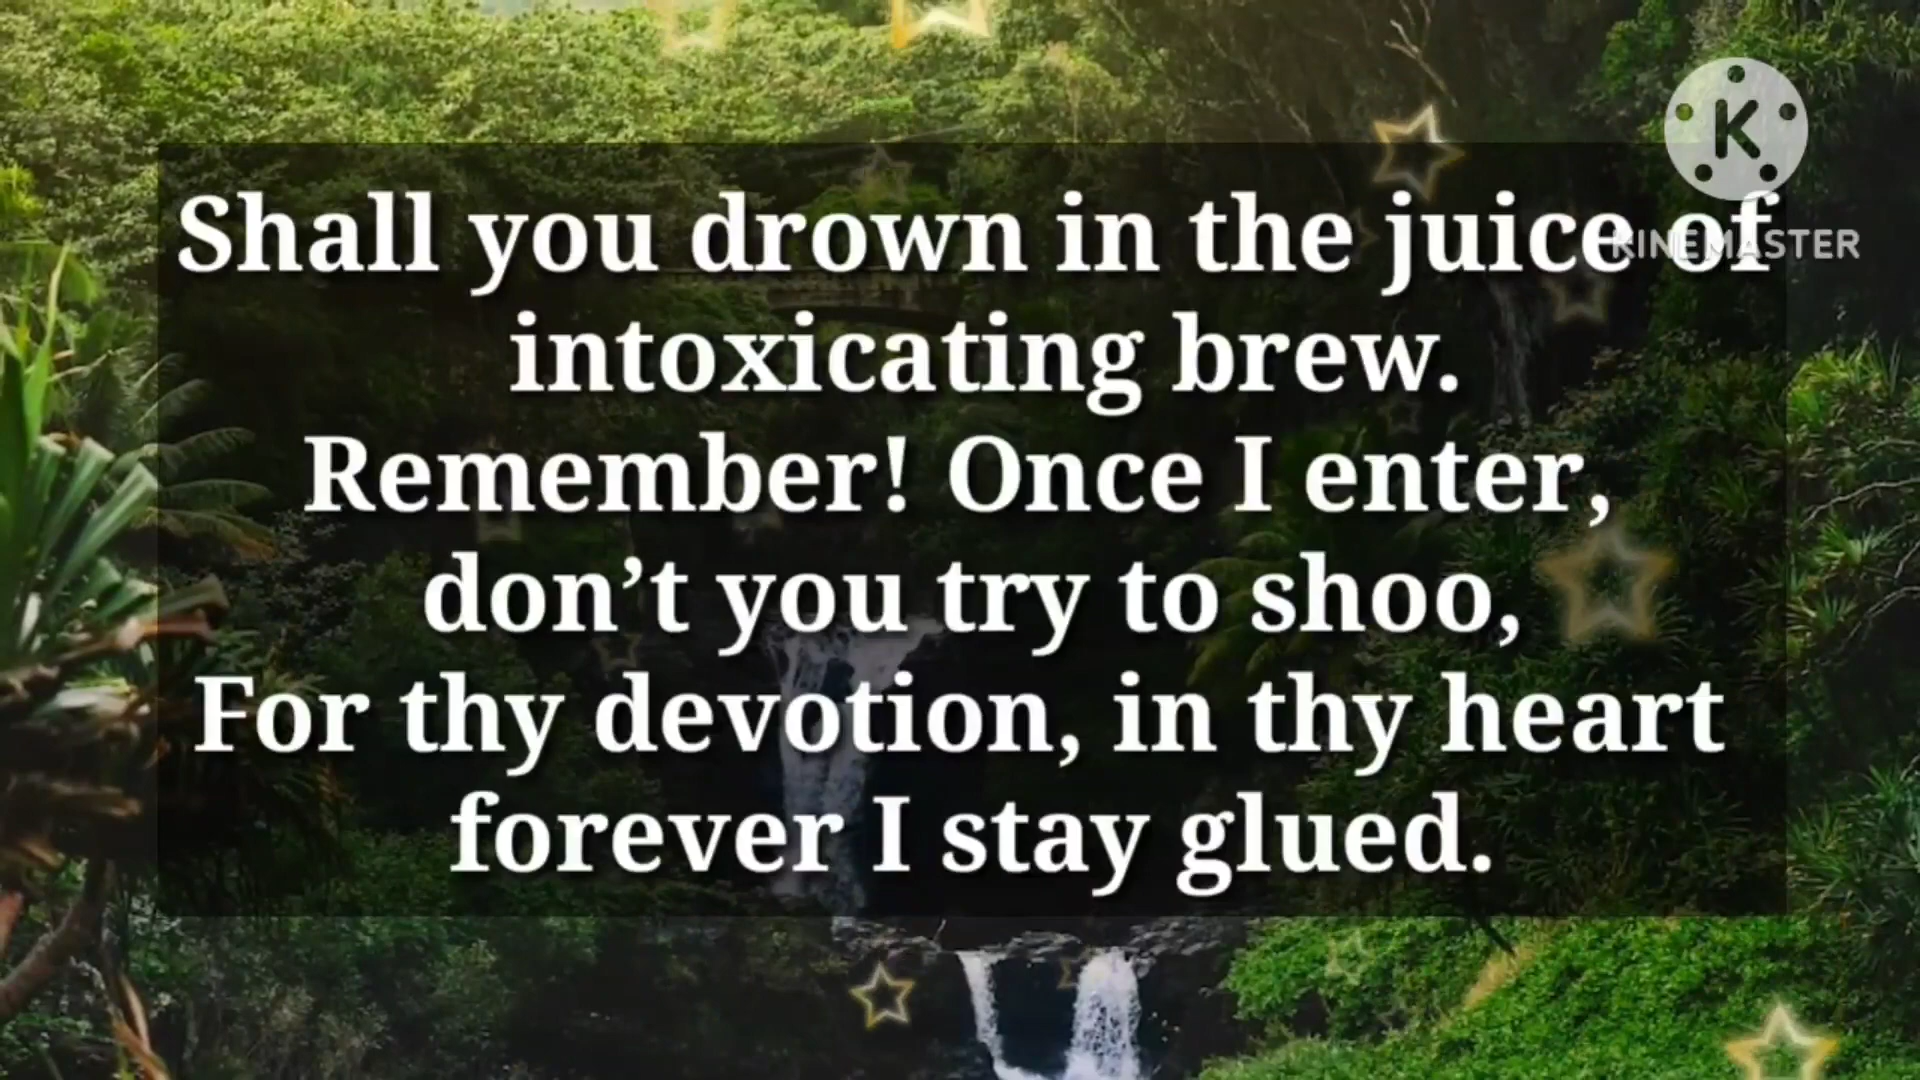 Shall you drown in the juice of
intoxicating brew.
Remember! Once I enter,
don’t you try to shoo,
For thy devotion, in thy heart
forever I stay glued.
K
KINEMASTER